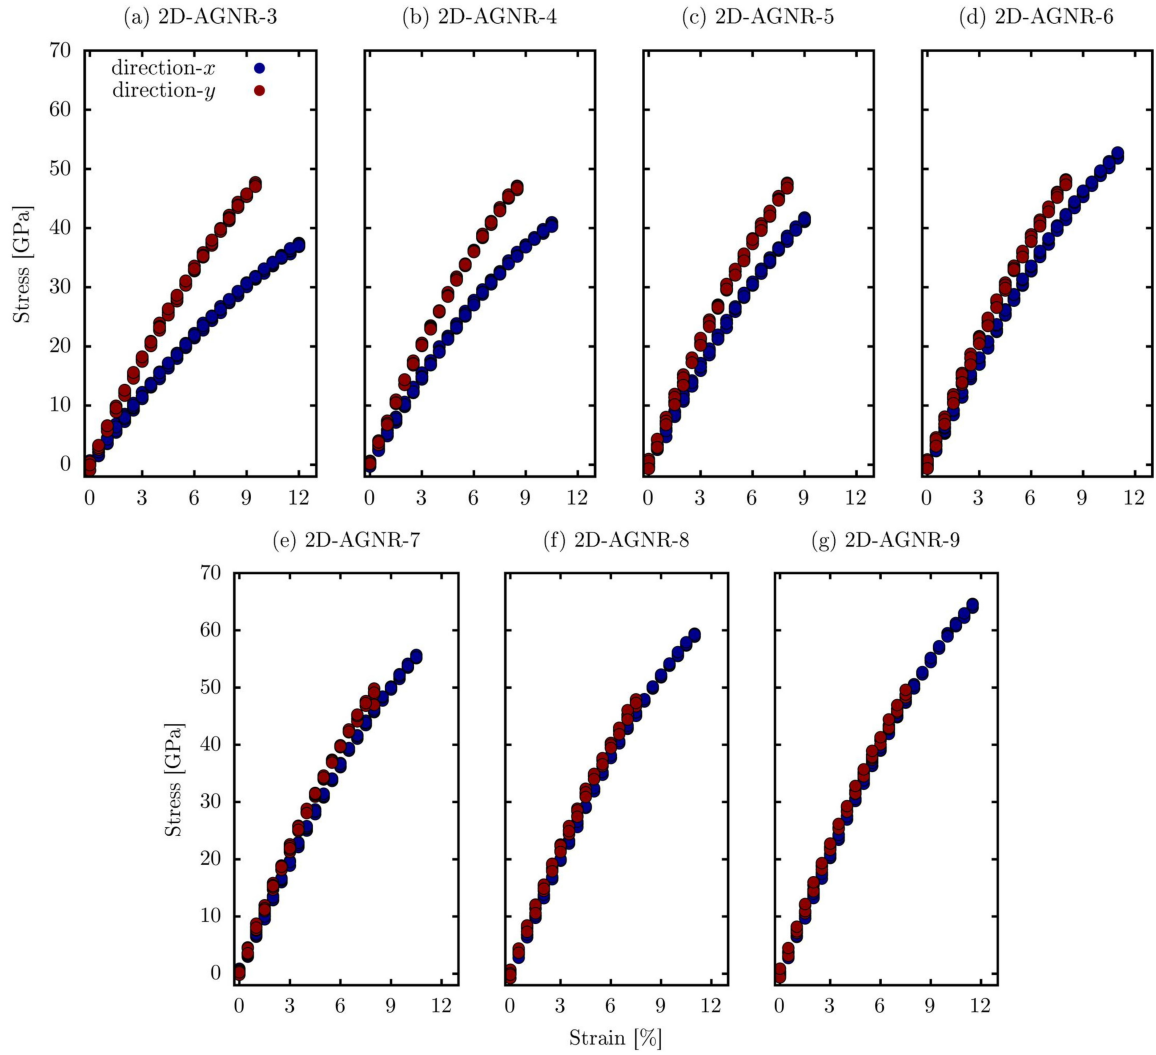 (a) 2D-AGNR-3
(b) 2D-AGNR-4
(c) 2D-AGNR-5
(d) 2D-AGNR-6
direction-x
direction-y
70
60
50
40
30
20
10
0
Stress [GPa]
0 3 6 9 12
0 3 6 9 12
0 3 6 9 12
0 3 6 9 12
(e) 2D-AGNR-7
(f) 2D-AGNR-8
(g) 2D-AGNR-9
70
60
50
40
30
20
10
0
Stress [GPa]
0 3 6 9 12
0 3 6 9 12
0 3 6 9 12
Strain [%]